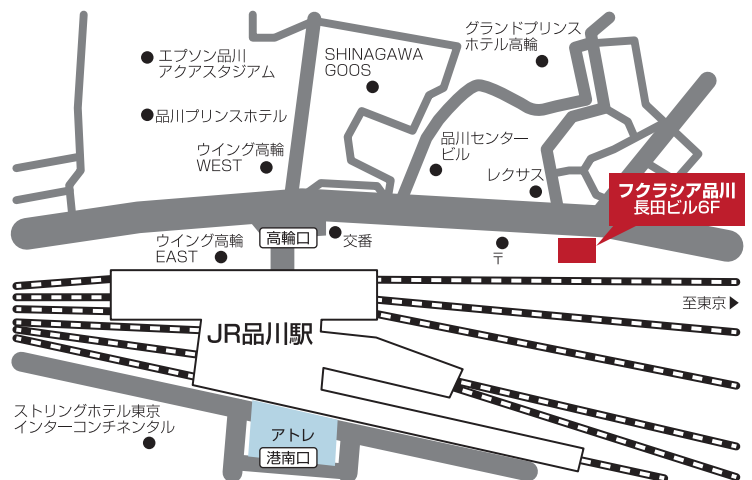 グランドプリンス
ホテル高輪
エプソン品川
アクアスタジアム
SHINAGAWA
GOOS
品川プリンスホテル
品川センター
ビル
ウイング高輪
WEST
レクサス
フクラシア品川
長田ビル6F
ウイング高輪
EAST
高輪口
交番
〒
至東京
JR品川駅
ストリングホテル東京
インターコンチネンタル
アトレ
港南口